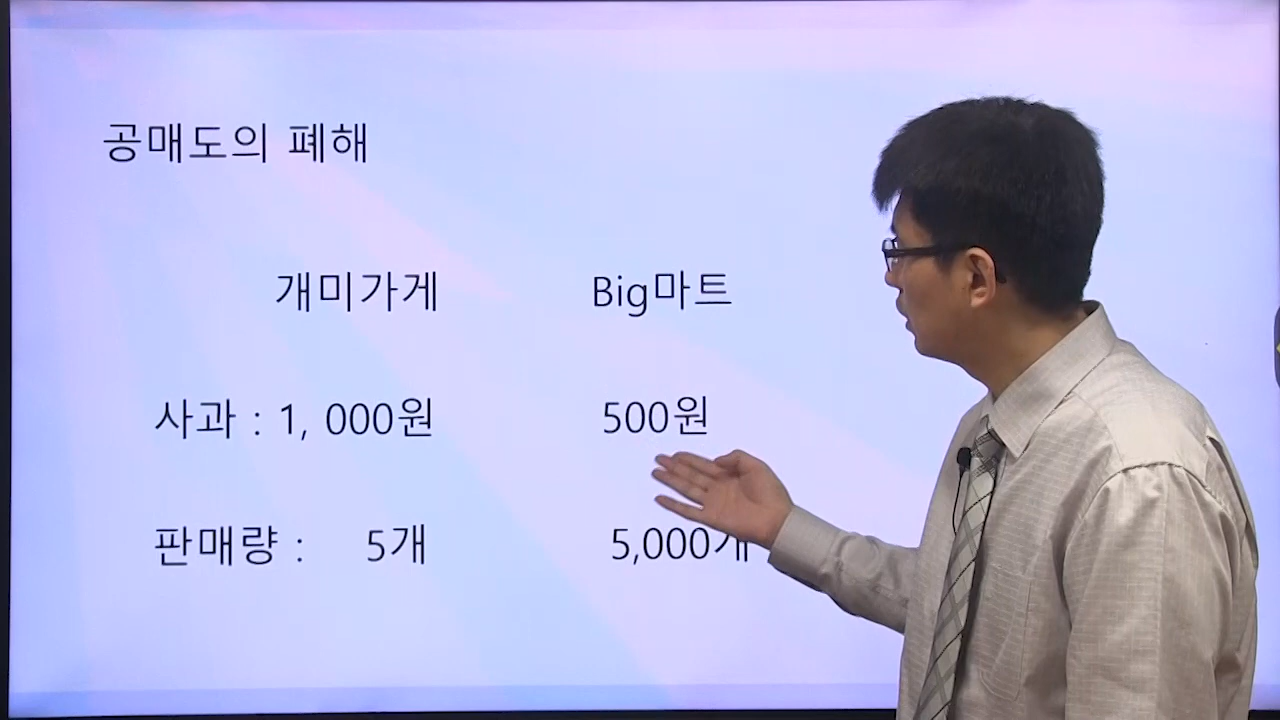 공매도의 폐해
개미가게 Big마트
사과 : 1, 000원 500원
판매량 : 5개 5,000개